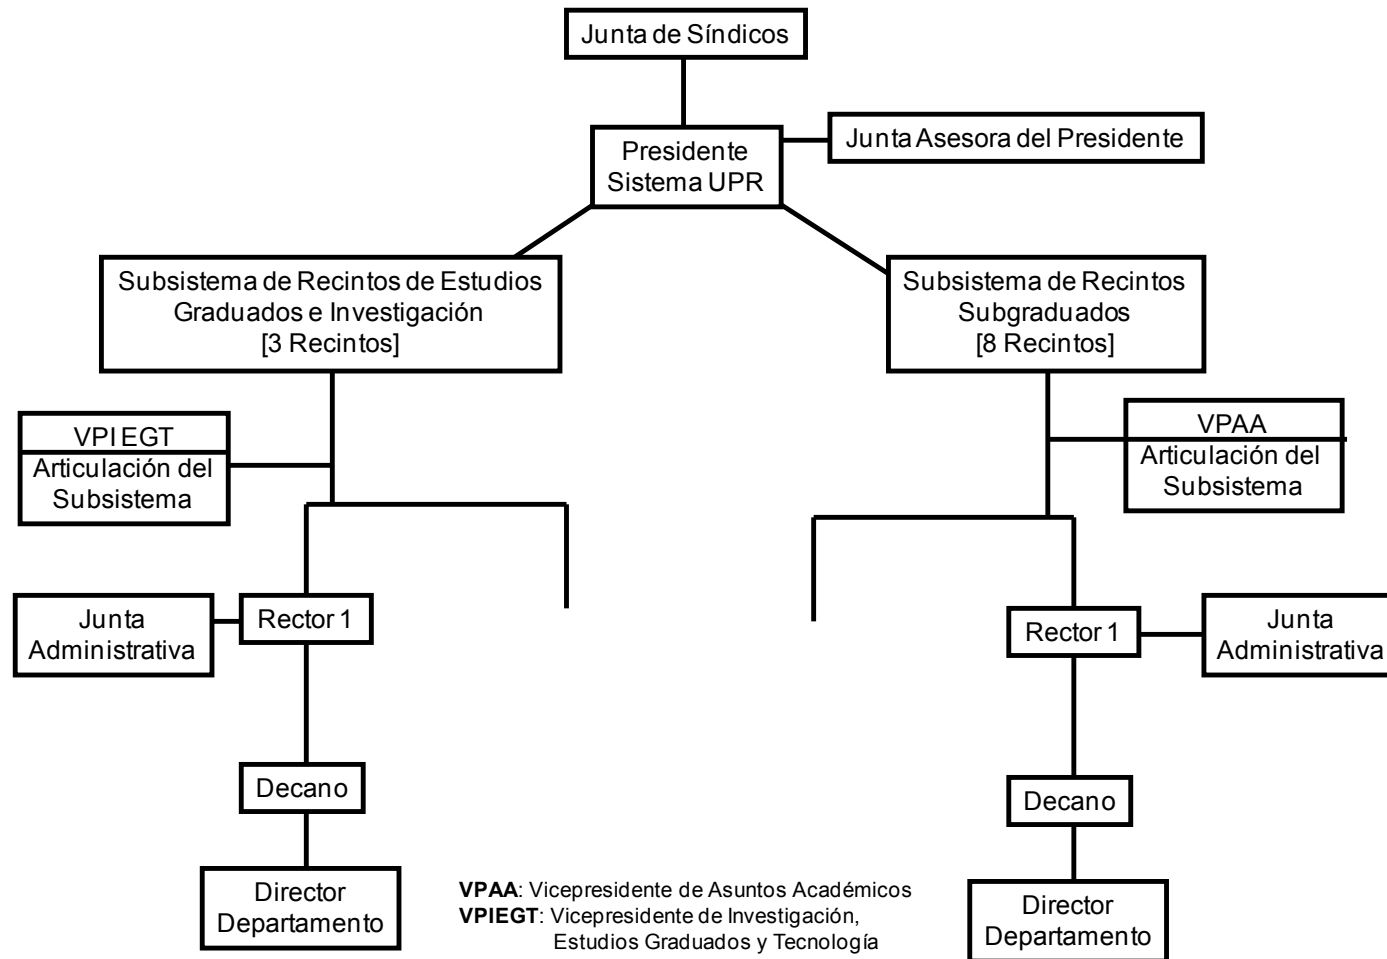 Junta de Síndicos
Presidente
Sistema UPR
Junta Asesora del Presidente
Subsistema de Recintos de Estudios
Graduados e Investigación
[3 Recintos]
Subsistema de Recintos
Subgraduados
[8 Recintos]
VPIEGT
Articulación del
Subsistema
VPAA
Articulación del
Subsistema
Junta
Administrativa
Rector 1
Rector 1
Junta
Administrativa
Decano
Decano
Director
Departamento
Director
Departamento
VPAA: Vicepresidente de Asuntos Académicos
VPIEGT: Vicepresidente de Investigación,
Estudios Graduados y Tecnología